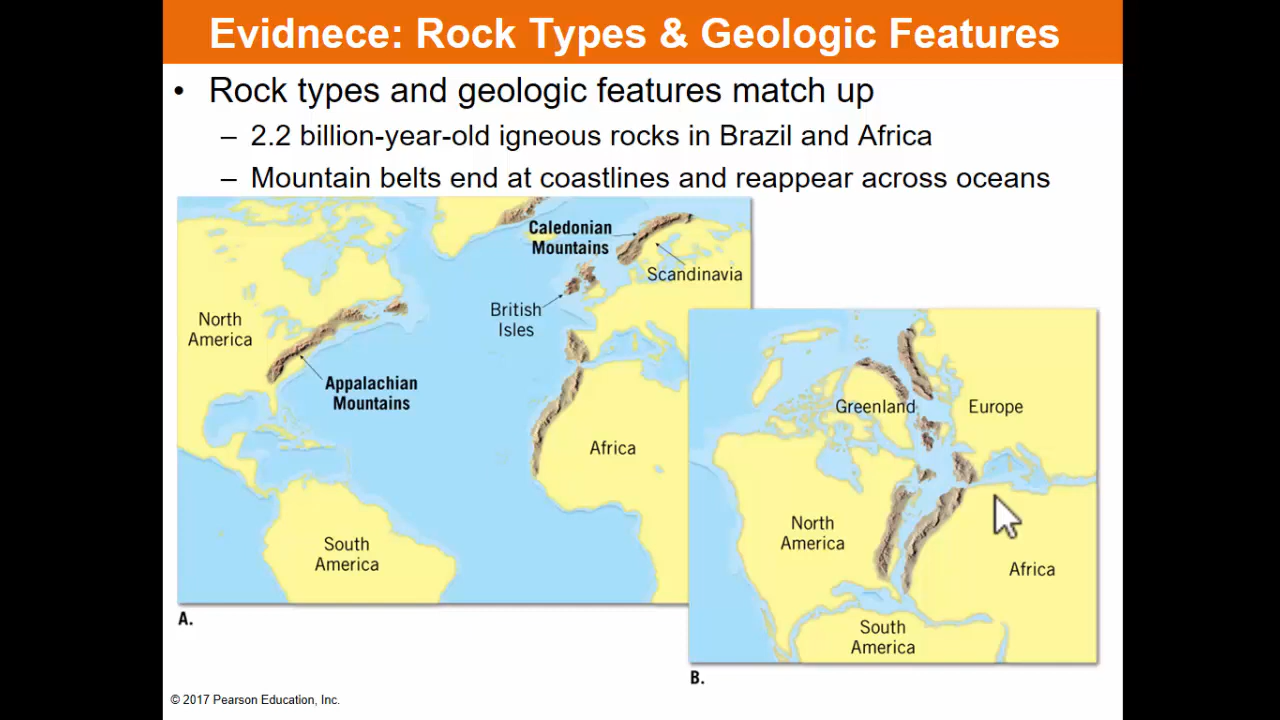 Evidnece: Rock Types & Geologic Features
• Rock types and geologic features match up
– 2.2 billion-year-old igneous rocks in Brazil and Africa
– Mountain belts end at coastlines and reappear across oceans
Caledonian
Mountains
Scandinavia
British
Isles
North
America
Appalachian
Mountains
Africa
South
America
A.
Greenland
Europe
North
America
Africa
South
America
B.
© 2017 Pearson Education, Inc.